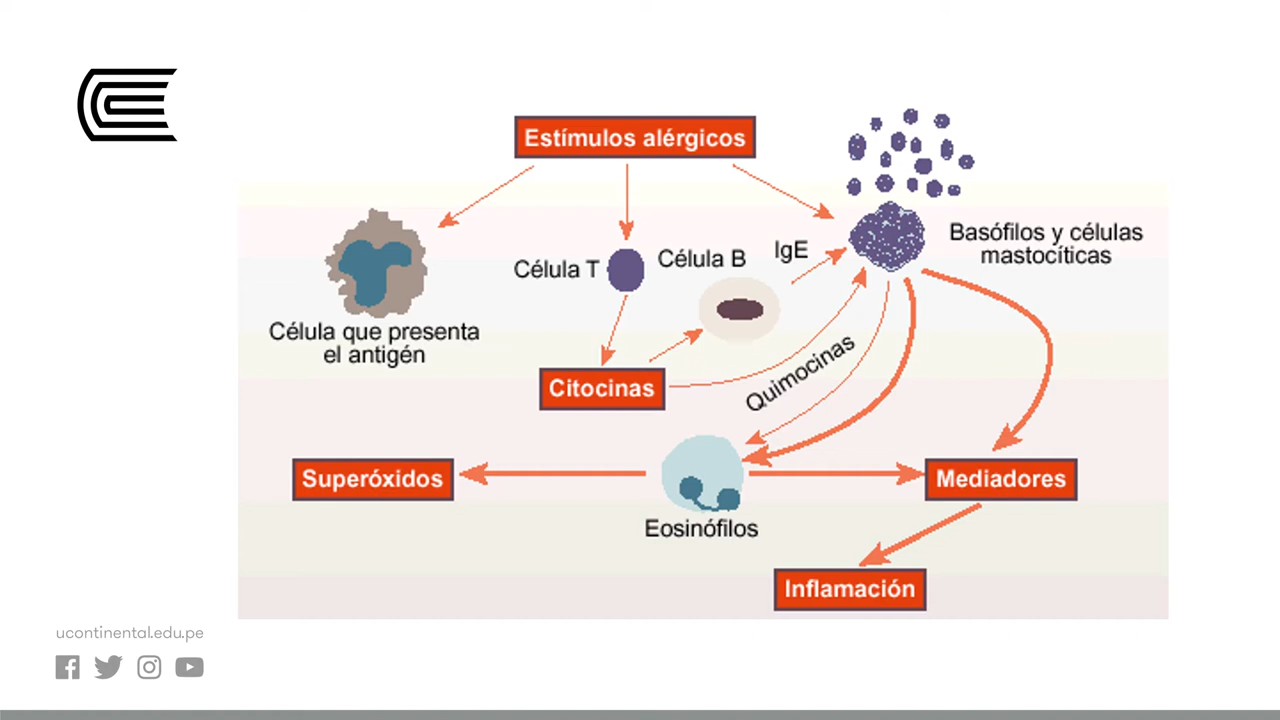 Estímulos alérgicos
Célula T
Célula B
IgE
Basófilos y células
mastocíticas
Célula que presenta
el antigén
Citocinas
Quimocinas
Superóxidos
Eosinófilos
Mediadores
Inflamación
ucontinental.edu.pe